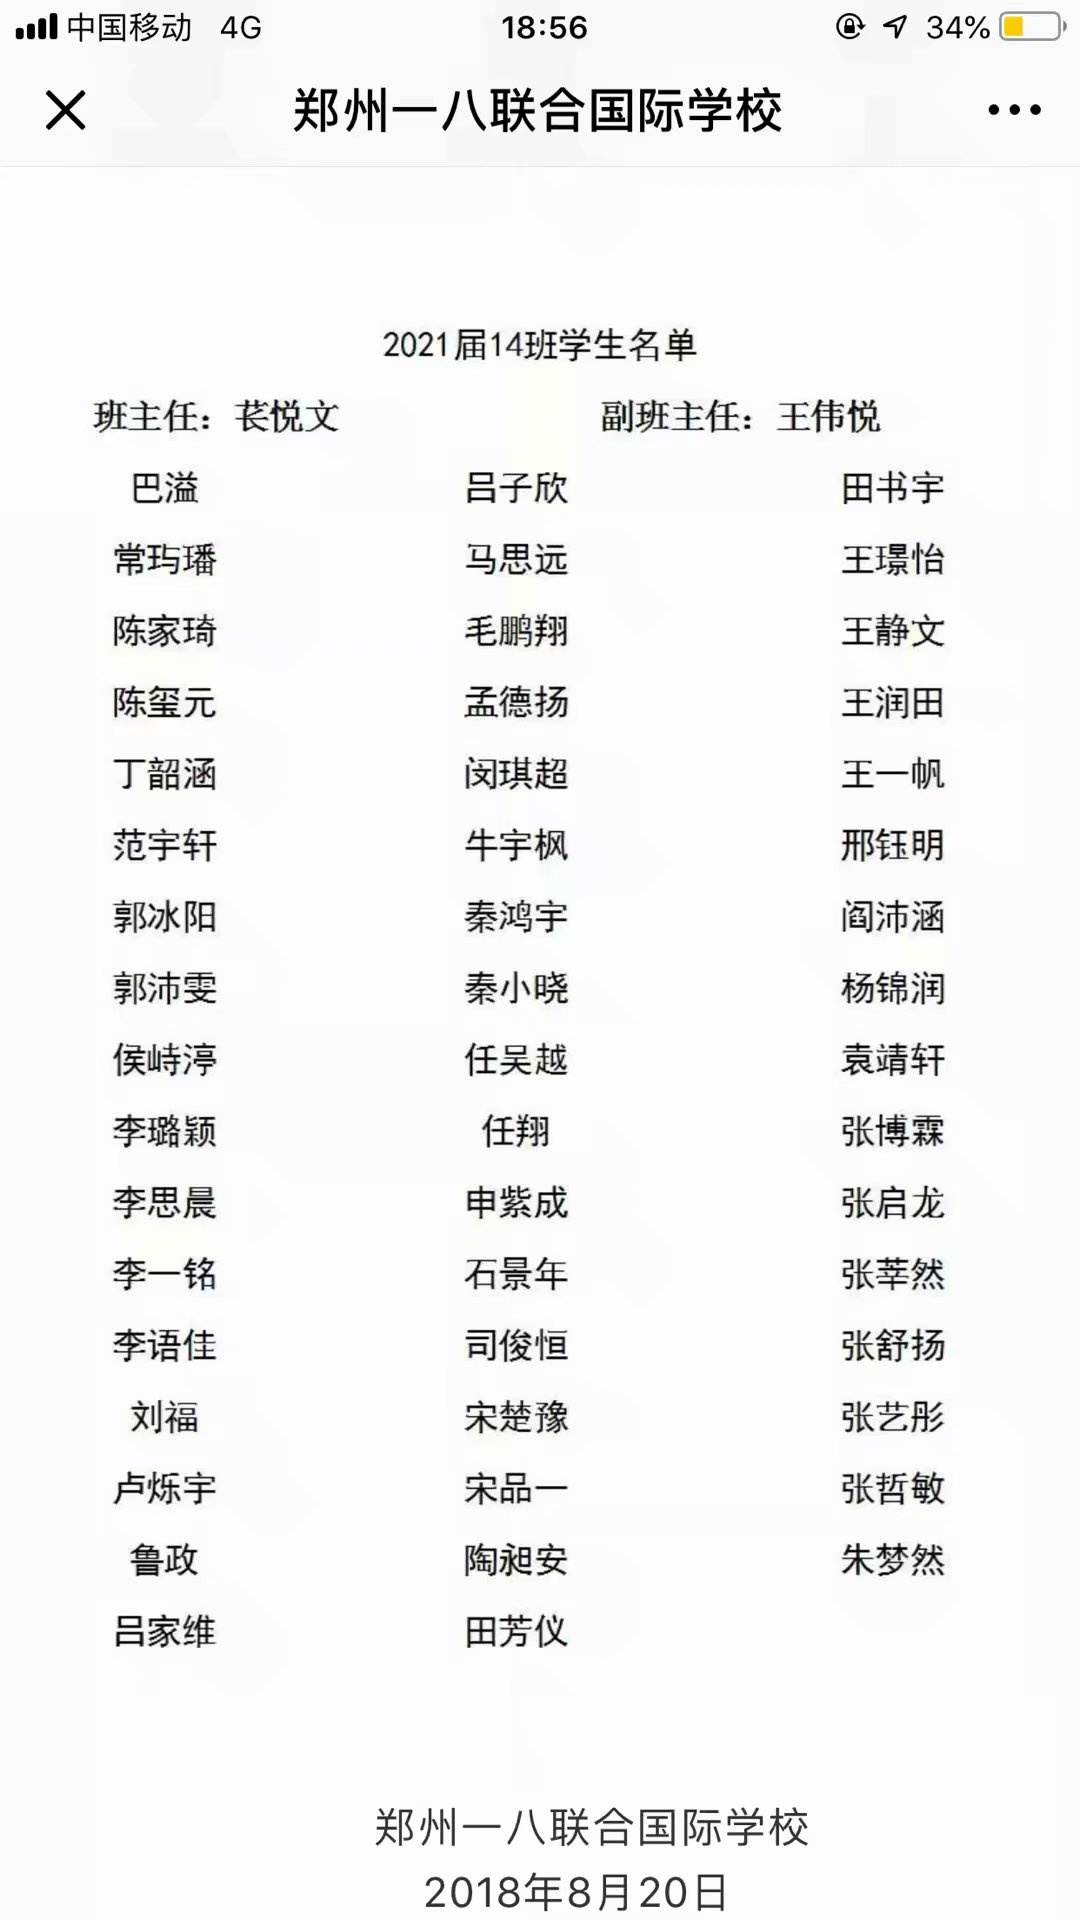 中国移动 4G 18:56 34%
郑州一八联合国际学校
2021届14班学生名单
班主任：苌悦文 副班主任：王伟悦
巴溢 吕子欣 田书宇
常玙璠 马思远 王璟怡
陈家琦 毛鹏翔 王静文
陈玺元 孟德扬 王润田
丁韶涵 闵琪超 王一帆
范宇轩 牛宇枫 邢钰明
郭冰阳 秦鸿宇 阎沛涵
郭沛雯 秦小晓 杨锦润
侯峙渟 任吴越 袁靖轩
李璐颖 任翔 张博霖
李思晨 申紫成 张启龙
李一铭 石景年 张莘然
李语佳 司俊恒 张舒扬
刘福 宋楚豫 张艺彤
卢烁宇 宋品一 张哲敏
鲁政 陶昶安 朱梦然
吕家维 田芳仪
郑州一八联合国际学校
2018年8月20日